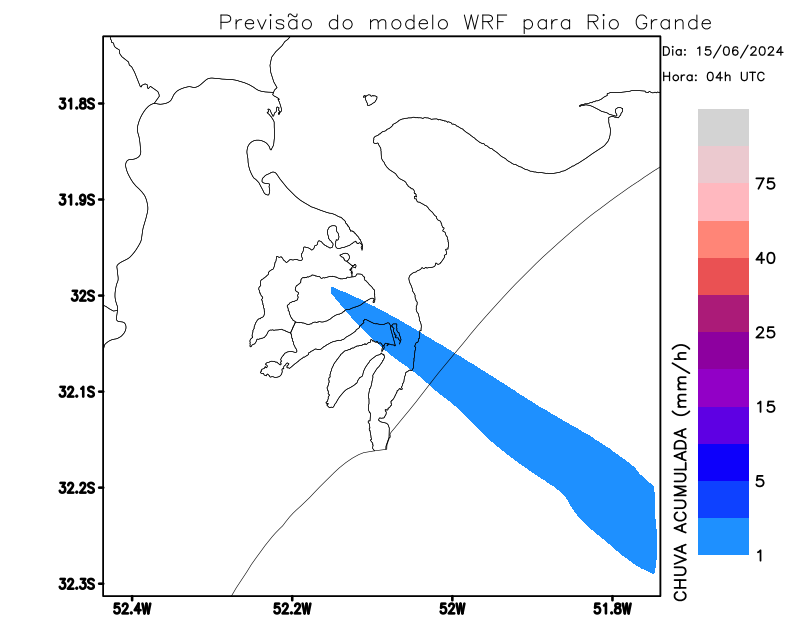 Previsão do modelo WRF para Rio Grande
Dia: 15/06/2024
Hora: 04h UTC
31.8S
31.9S
32S
32.1S
32.2S
32.3S
52.4W
52.2W
52W
51.8W
75
40
25
15
5
1
CHUVA ACUMULADA (mm/h)